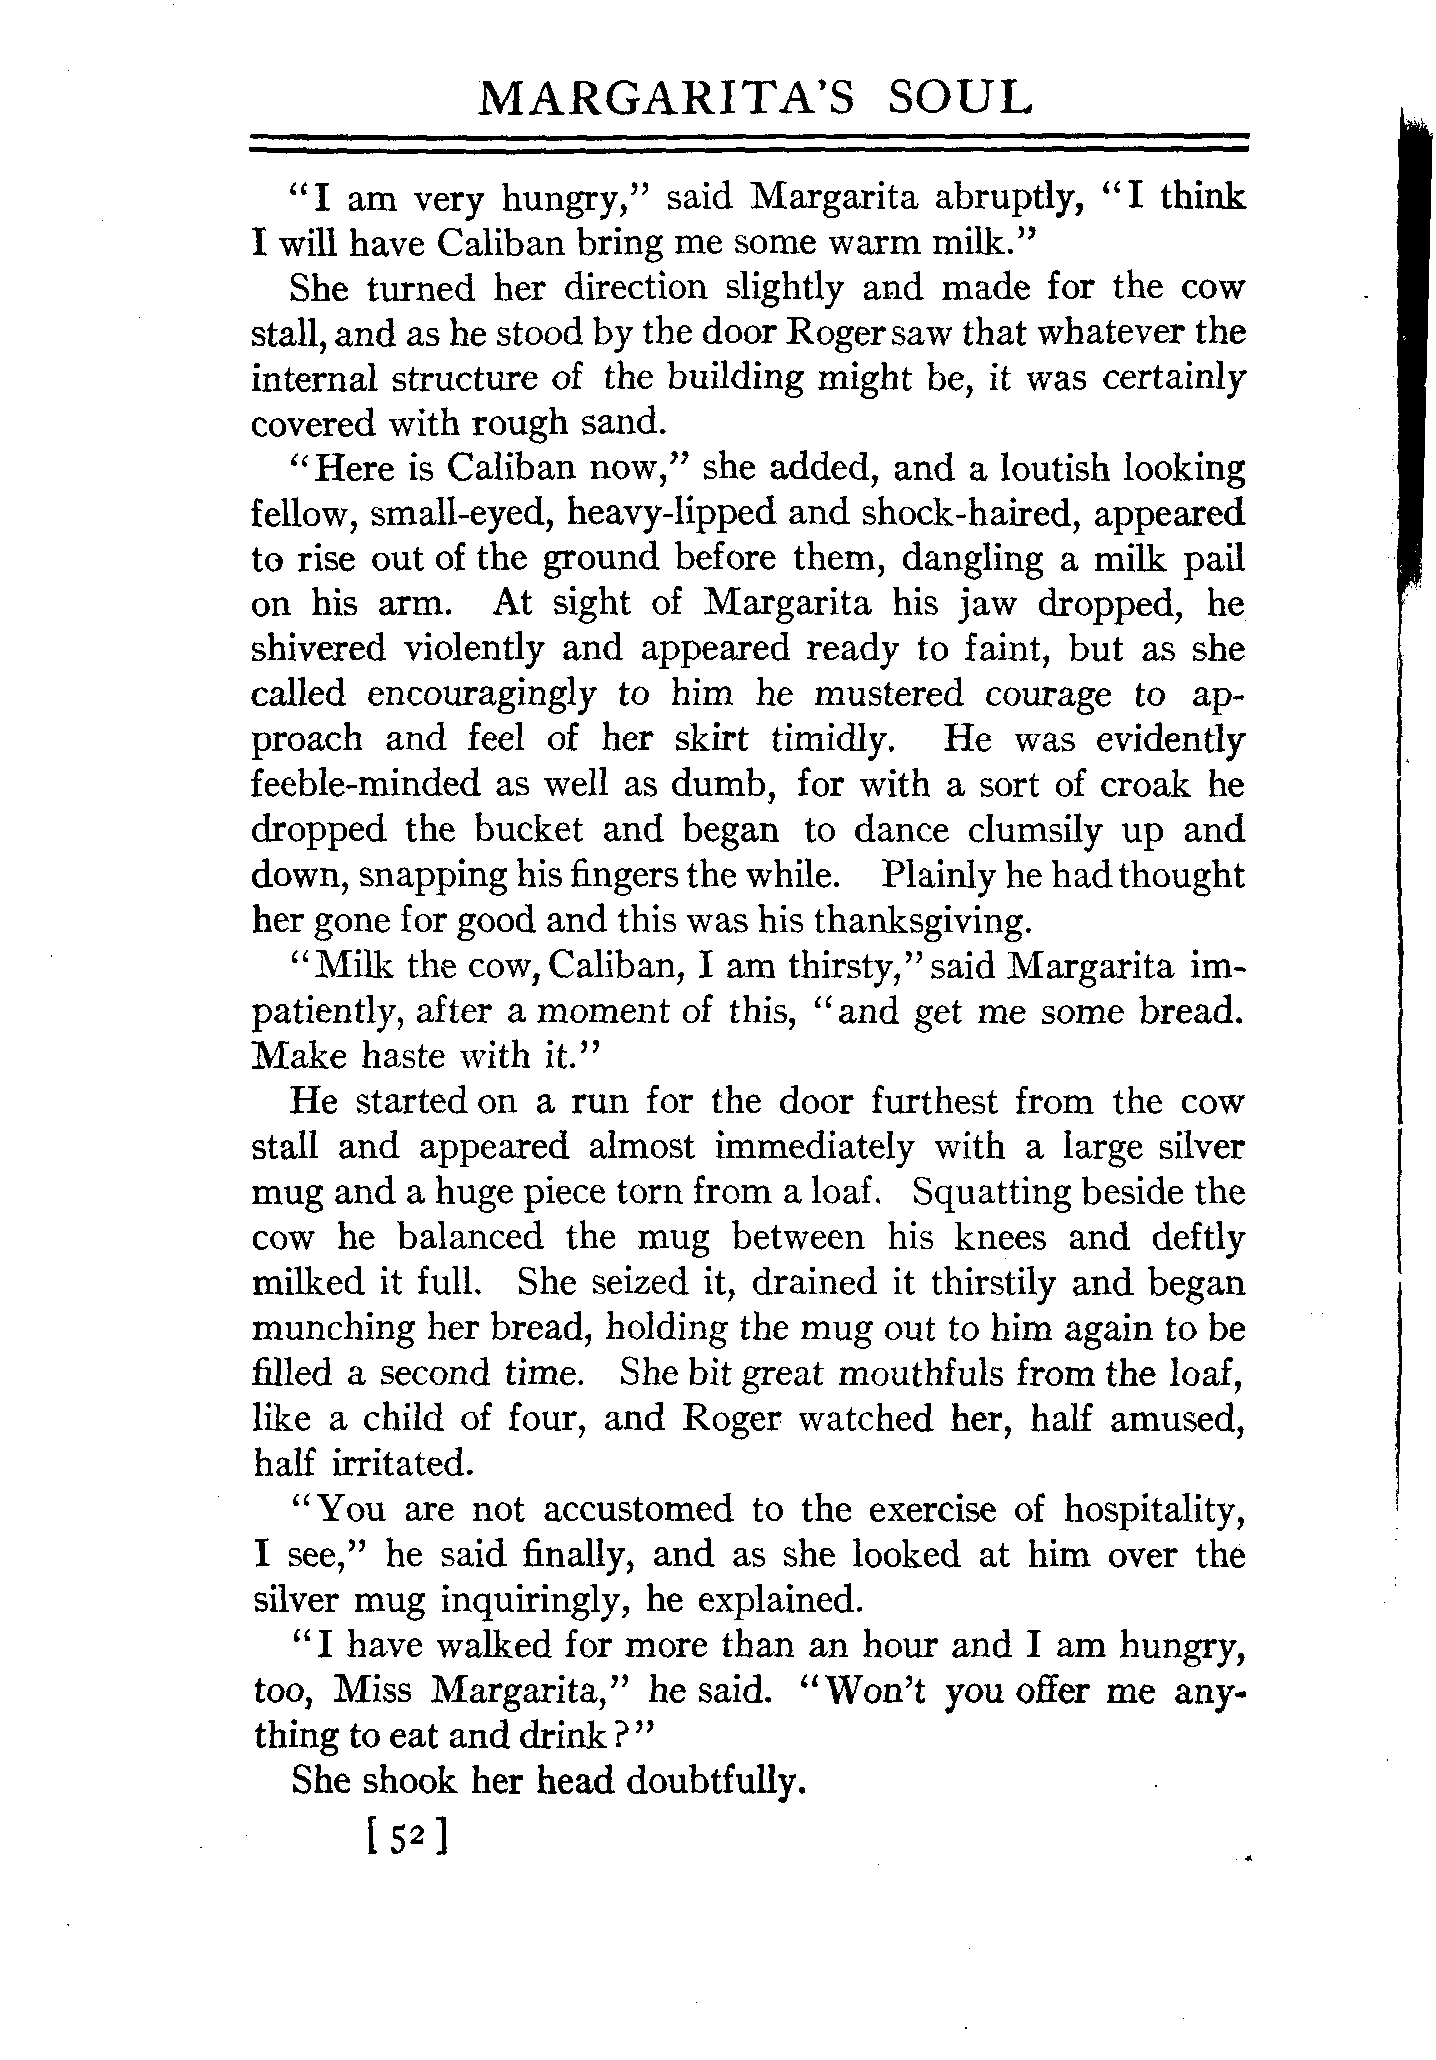 MARGARITA'S SOUL
"I am very hungry," said Margarita abruptly, "I think
I will have Caliban bring me some warm milk."
She turned her direction slightly and made for the cow
stall, and as he stood by the door Roger saw that whatever the
internal structure of the building might be, it was certainly
covered with rough sand.
"Here is Caliban now," she added, and a loutish looking
fellow, small-eyed, heavy-lipped and shock-haired, appeared
to rise out of the ground before them, dangling a milk pail
on his arm. At sight of Margarita his jaw dropped, he
shivered violently and appeared ready to faint, but as she
called encouragingly to him he mustered courage to ap-
proach and feel of her skirt timidly. He was evidently
feeble-minded as well as dumb, for with a sort of croak he
dropped the bucket and began to dance clumsily up and
down, snapping his fingers the while. Plainly he had thought
her gone for good and this was his thanksgiving.
"Milk the cow, Caliban, I am thirsty," said Margarita im-
patiently, after a moment of this, "and get me some bread.
Make haste with it."
He started on a run for the door furthest from the cow
stall and appeared almost immediately with a large silver
mug and a huge piece torn from a loaf. Squatting beside the
cow he balanced the mug between his knees and deftly
milked it full. She seized it, drained it thirstily and began
munching her bread, holding the mug out to him again to be
filled a second time. She bit great mouthfuls from the loaf,
like a child of four, and Roger watched her, half amused,
half irritated.
"You are not accustomed to the exercise of hospitality,
I see," he said finally, and as she looked at him over the
silver mug inquiringly, he explained.
"I have walked for more than an hour and I am hungry,
too, Miss Margarita," he said. "Won't you offer me any-
thing to eat and drink?"
She shook her head doubtfully.
[ 52 ]